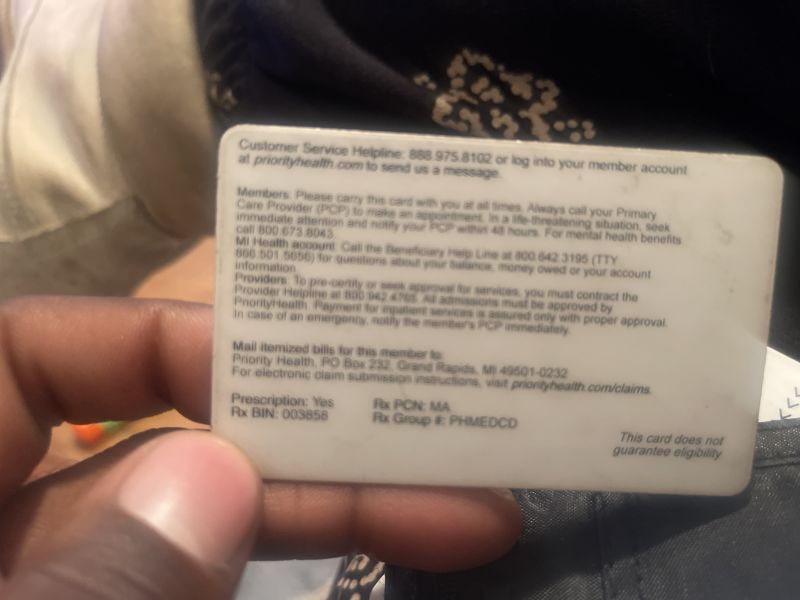 Customer Service Helpline: 888.975.8102 or log into your member account
at priorityhealth.com to send us a message.
Members: Please carry this card with you at all times. Always call your Primary
Care Provider (PCP) to make an appointment. In a life-threatening situation, seek
immediate attention and notify your PCP within 48 hours. For mental health benefits
call 800.673.8043.
MI Health account: Call the Beneficiary Help Line at 800.642.3195 (TTY
866.501.5656) for questions about your balance, money owed or your account
information.
Providers: To pre-certify or seek approval for services, you must contract the
Provider Helpline at 800.942.4765. All admissions must be approved by
PriorityHealth. Payment for inpatient services is assured only with proper approval.
In case of an emergency, notify the member's PCP immediately.
Mail itemized bills for this member to:
Priority Health, PO Box 232, Grand Rapids, MI 49501-0232
For electronic claim submission instructions, visit priorityhealth.com/claims.
Prescription: Yes Rx PCN: MA
Rx BIN: 003858 Rx Group #: PHMEDCD
This card does not
guarantee eligibility